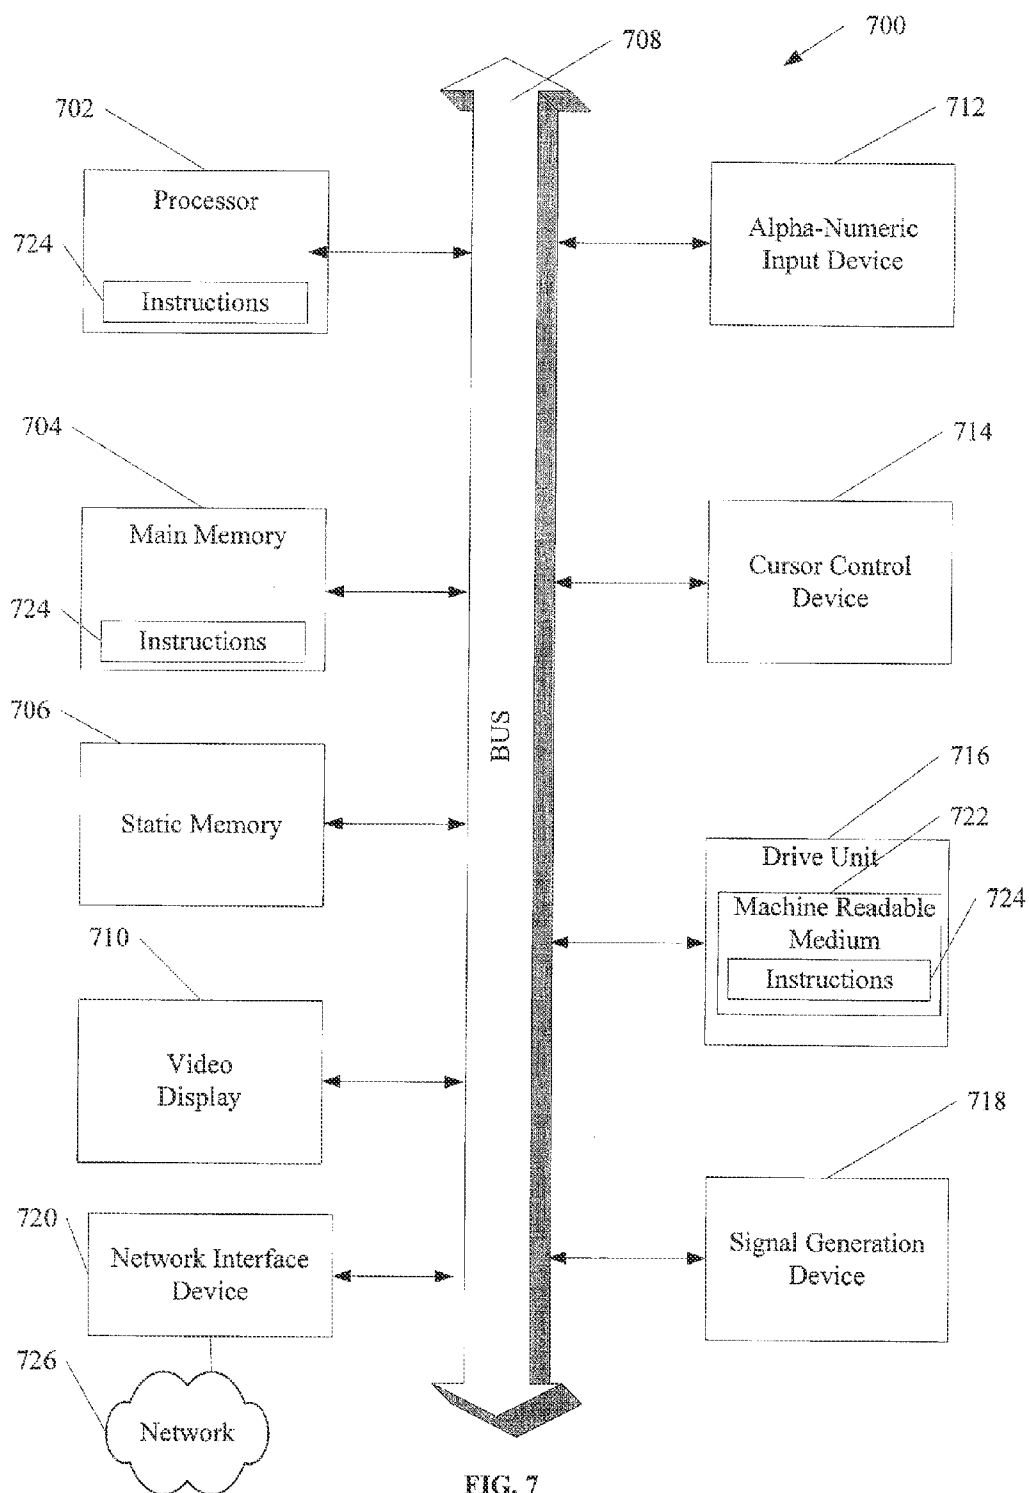 708
700
702
712
Processor
724
Instructions
Alpha-Numeric
Input Device
704
714
Main Memory
724
Instructions
Cursor Control
Device
706
BUS
716
Static Memory
722
Drive Unit
Machine Readable
Medium
724
Instructions
710
Video
Display
718
720
Network Interface
Device
Signal Generation
Device
726
Network
FIG. 7